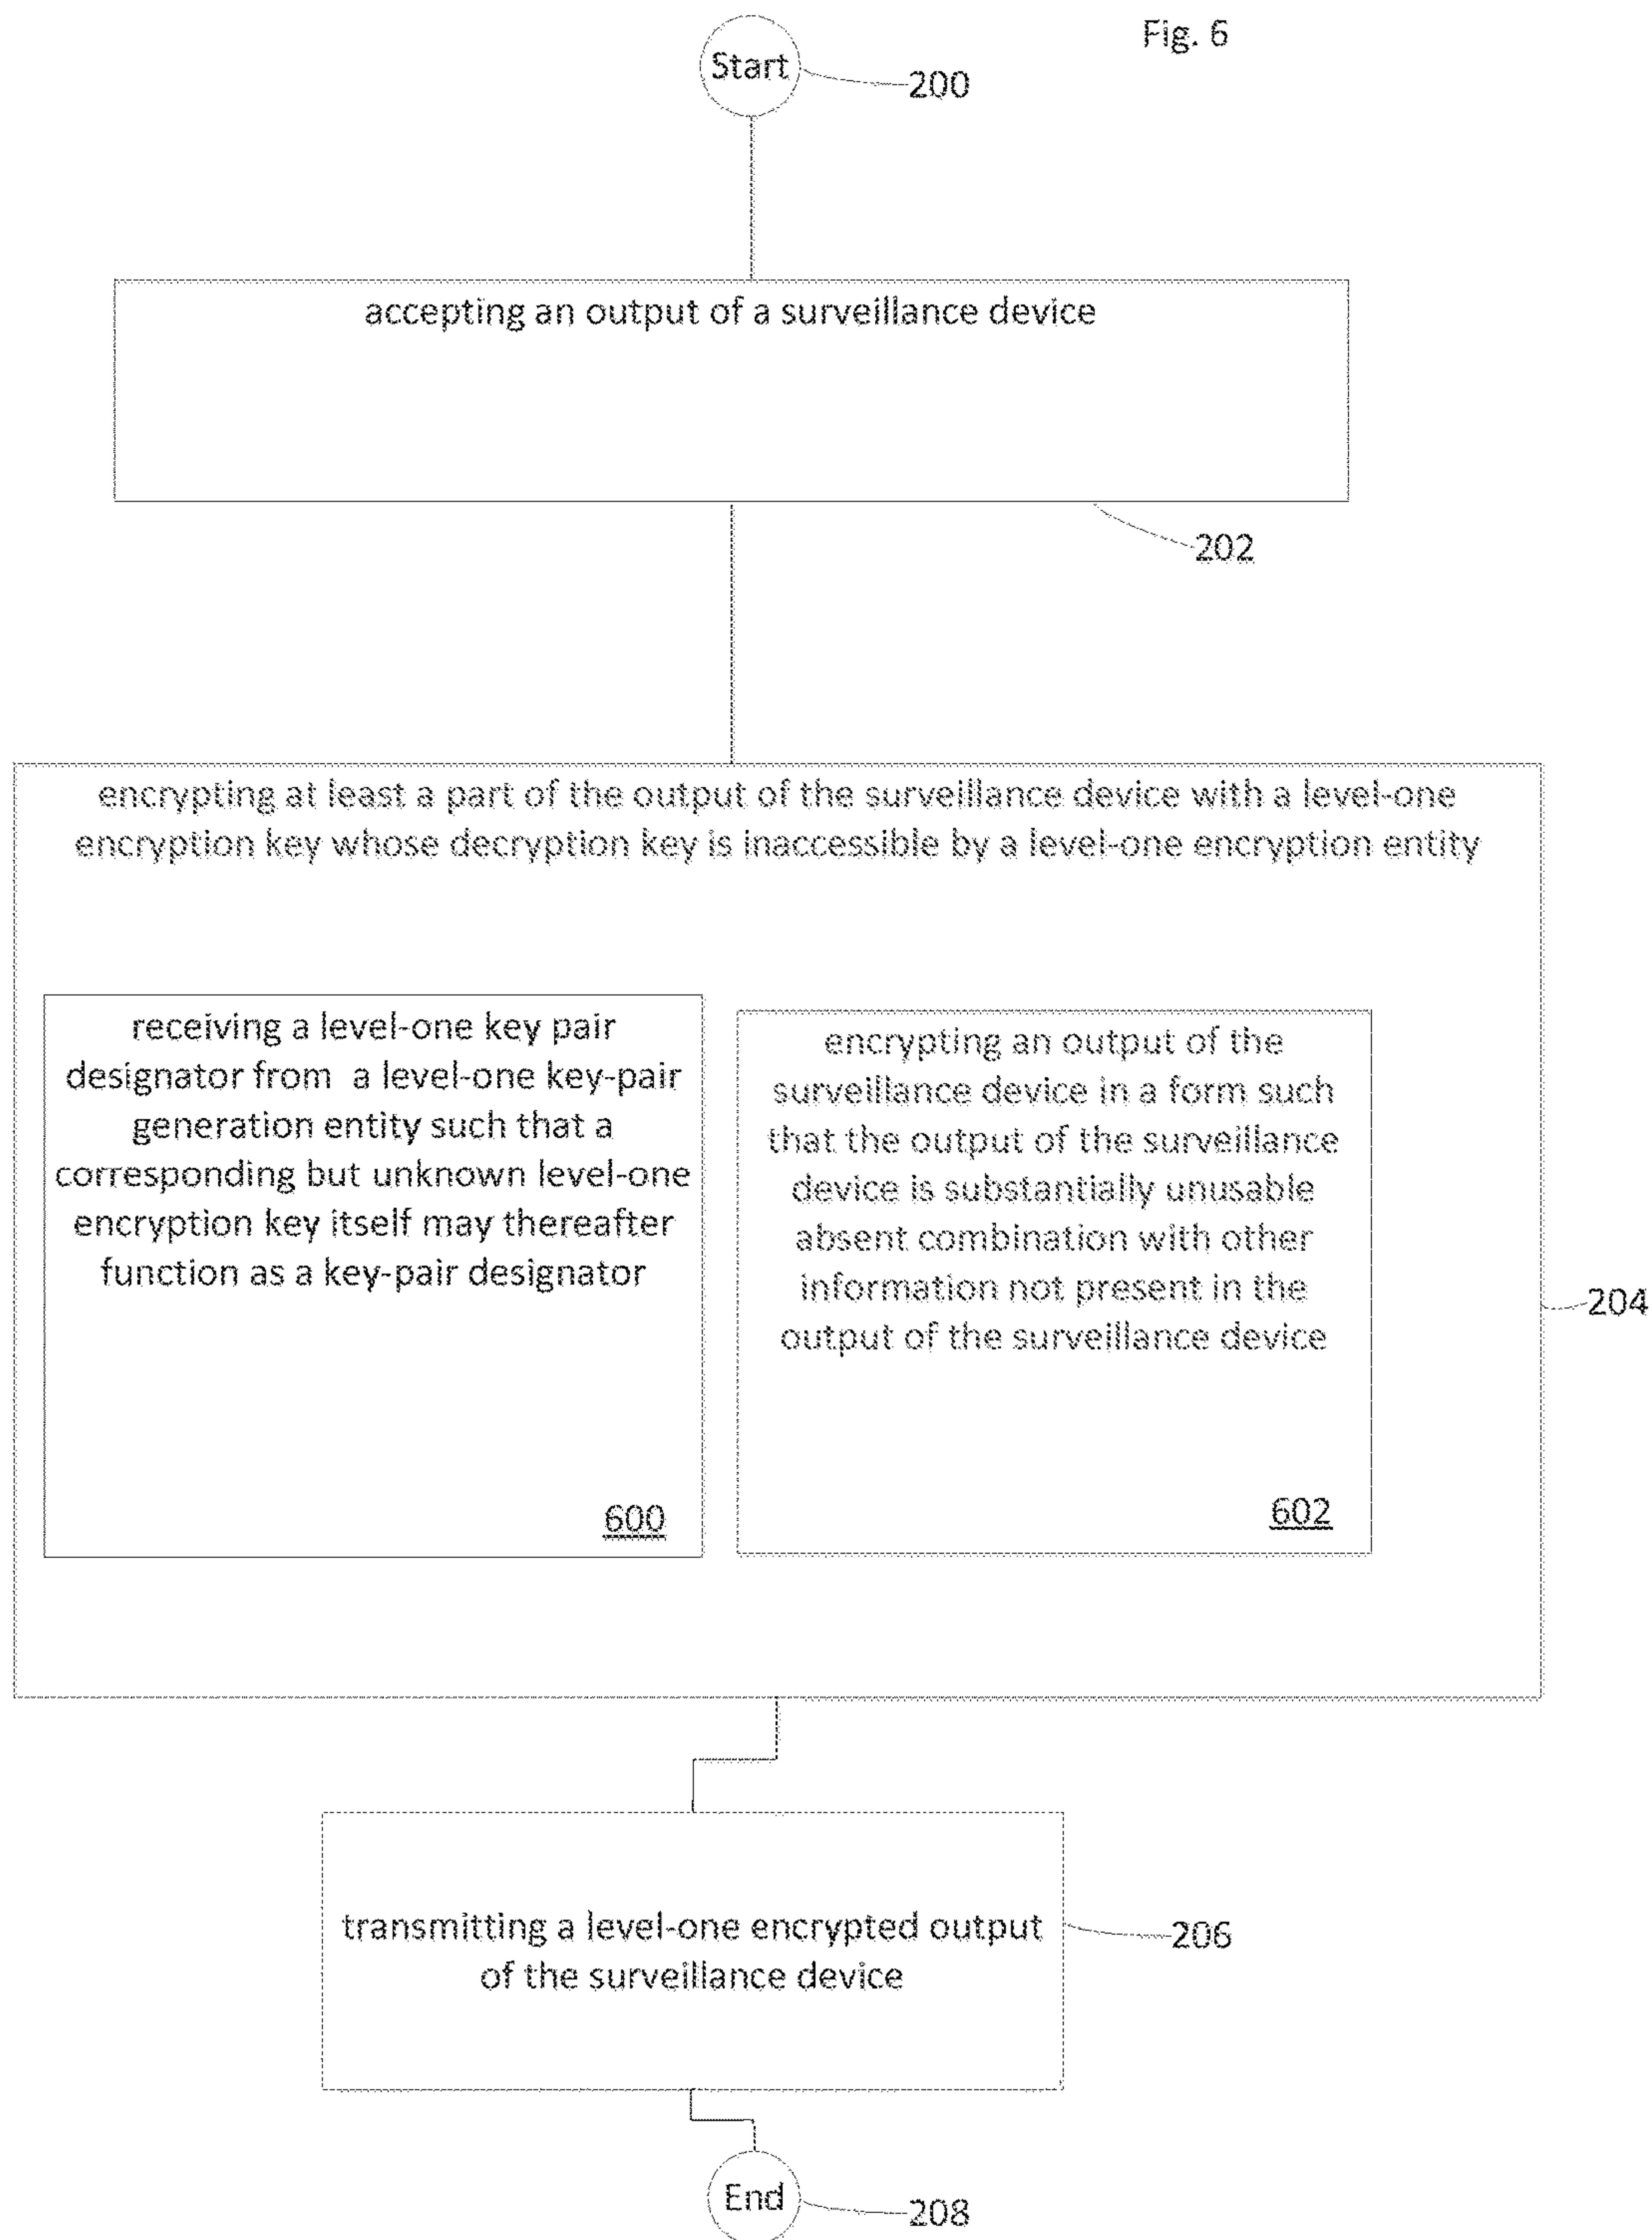 Fig. 6
Start
200
accepting an output of a surveillance device
202
encrypting at least a part of the output of the surveillance device with a level-one
encryption key whose decryption key is inaccessible by a level-one encryption entity
receiving a level-one key pair
designator from a level-one key-pair
generation entity such that a
corresponding but unknown level-one
encryption key itself may thereafter
function as a key-pair designator
600
encrypting an output of the
surveillance device in a form such
that the output of the surveillance
device is substantially unusable
absent combination with other
information not present in the
output of the surveillance device
602
204
transmitting a level-one encrypted output
of the surveillance device
206
End
208